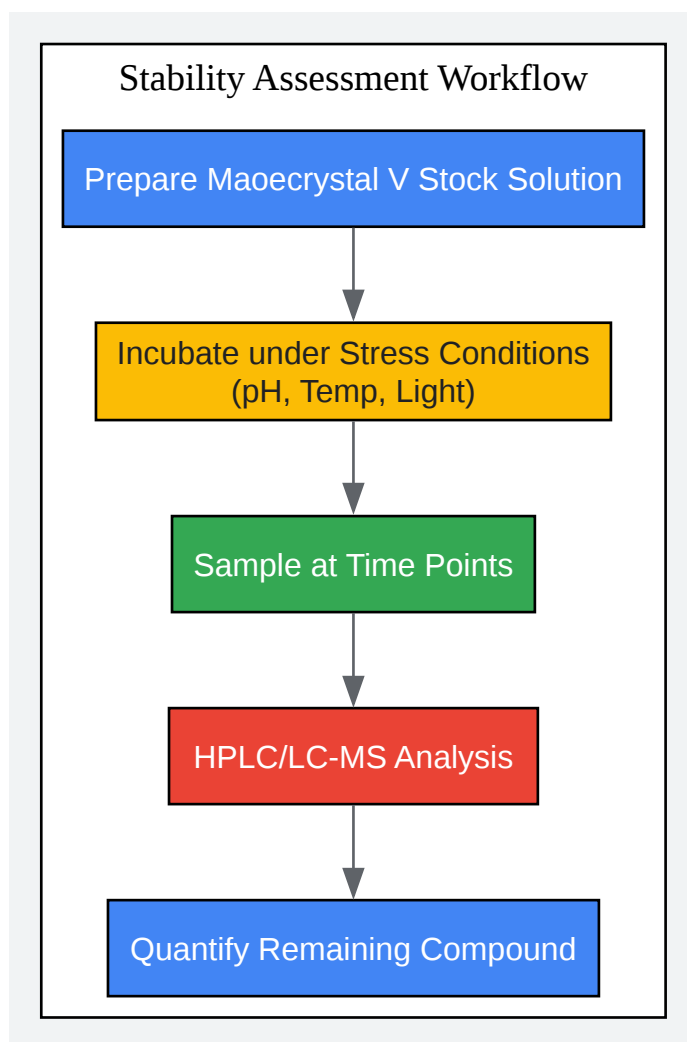 Stability Assessment Workflow
Prepare Maoecrystal V Stock Solution
Incubate under Stress Conditions
(pH, Temp, Light)
Sample at Time Points
HPLC/LC-MS Analysis
Quantify Remaining Compound